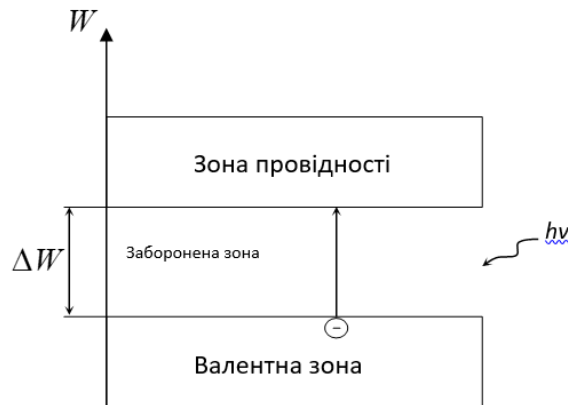 W
Зона провідності
ΔW
Заборонена зона
hν
−
Валентна зона